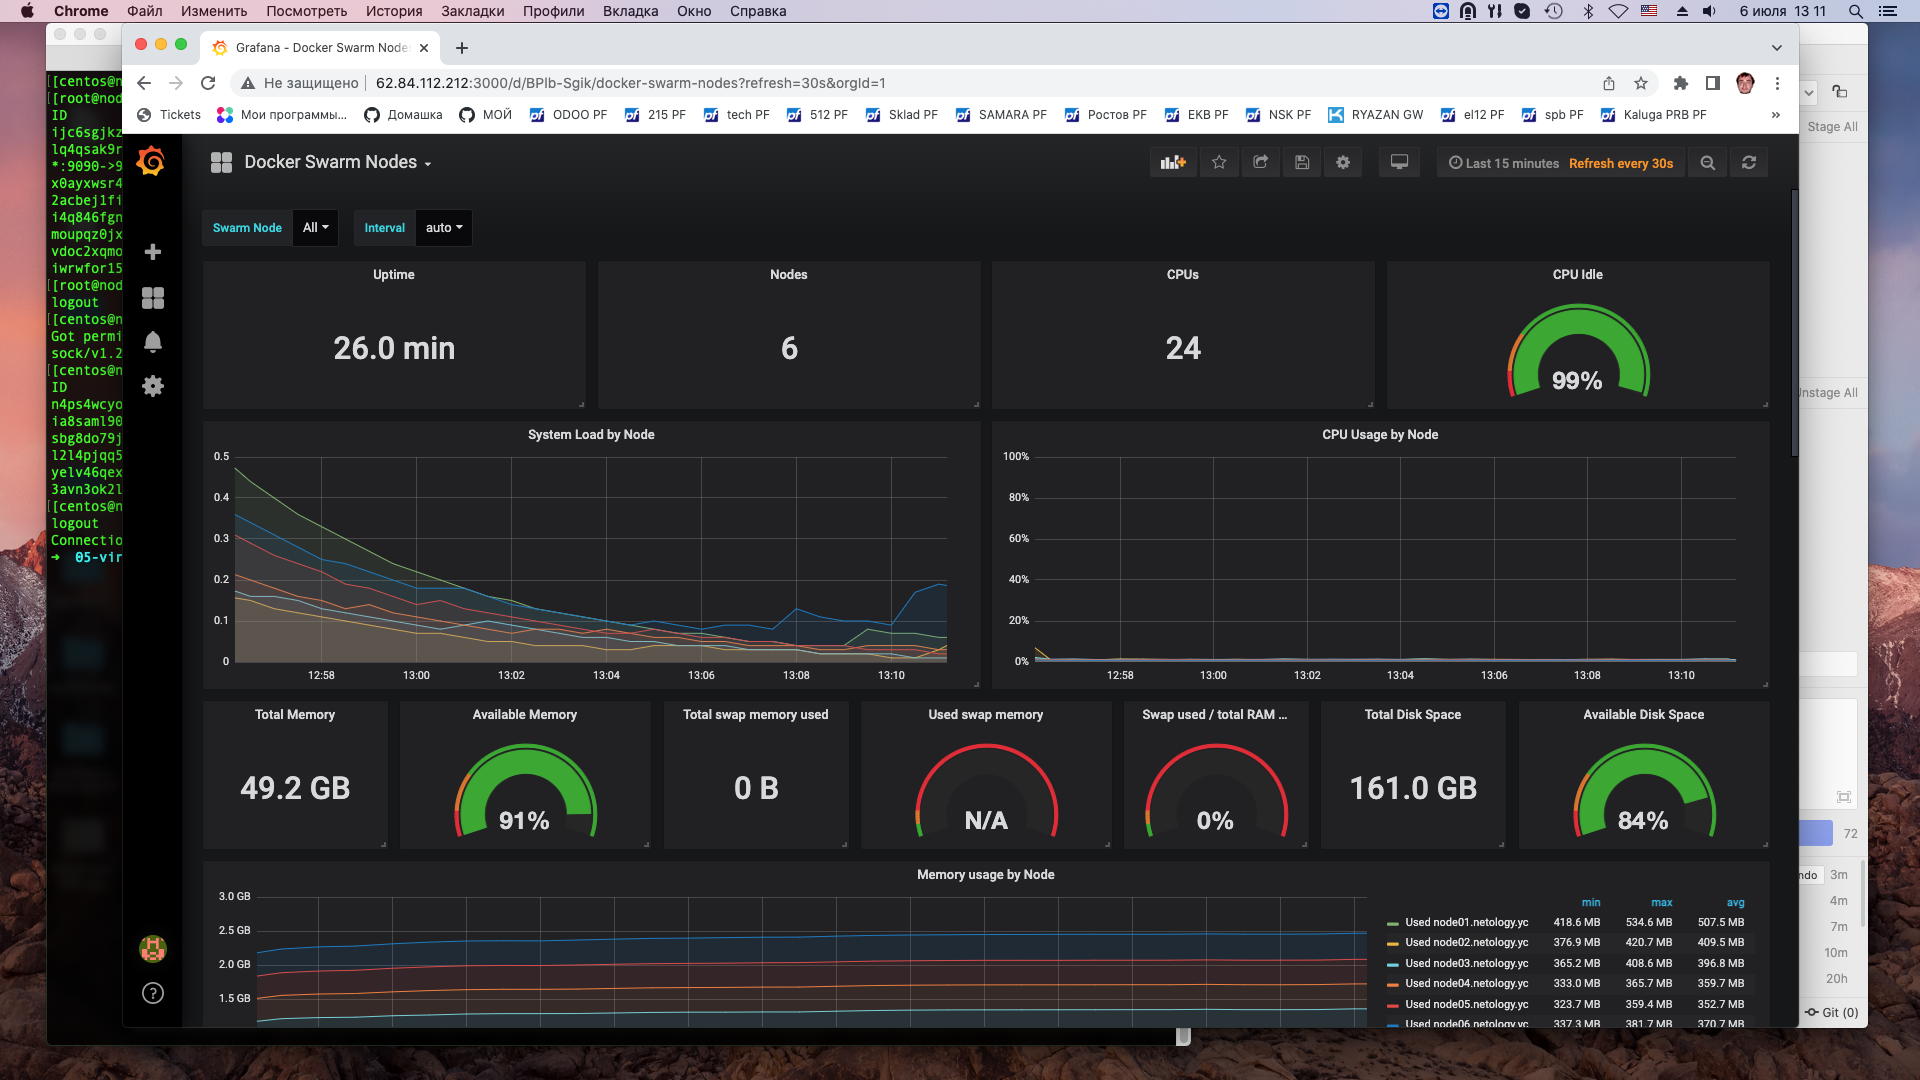 Chrome Файл Изменить Посмотреть История Закладки Профили Вкладка Окно Справка
6 июля 13 11
Grafana - Docker Swarm Node
Не защищено 62.84.112.212:3000/d/BPlb-Sgik/docker-swarm-nodes?refresh=30s&orgId=1
Tickets Мои программы... Домашка МОЙ ODOO PF 215 PF tech PF 512 PF Sklad PF SAMARA PF Ростов PF EKB PF NSK PF RYAZAN GW el12 PF spb PF Kaluga PRB PF »
[[centos@n
[[root@nod
ID
ijc6sgjkz
lq4qsak9r
*:9090->9
x0ayxwsr4
2acbej1fi
i4q846fgn
moupqz0jx
vdoc2xqmo
iwrwfor15
[[root@nod
logout
[[centos@n
Got permi
sock/v1.2
[[centos@n
ID
n4ps4wcyo
ia8saml90
sbg8do79j
l2l4pjqq5
yelv46qex
3avn3ok2l
[[centos@n
logout
Connectio
→ 05-vir
Docker Swarm Nodes
Last 15 minutes Refresh every 30s
Swarm Node All Interval auto
Uptime
26.0 min
Nodes
6
CPUs
24
CPU Idle
99%
System Load by Node
0.5
0.4
0.3
0.2
0.1
0
12:58 13:00 13:02 13:04 13:06 13:08 13:10
CPU Usage by Node
100%
80%
60%
40%
20%
0%
12:58 13:00 13:02 13:04 13:06 13:08 13:10
Total Memory
49.2 GB
Available Memory
91%
Total swap memory used
0 B
Used swap memory
N/A
Swap used / total RAM ...
0%
Total Disk Space
161.0 GB
Available Disk Space
84%
Memory usage by Node
3.0 GB
2.5 GB
2.0 GB
1.5 GB
min max avg
Used node01.netology.yc 418.6 MB 534.6 MB 507.5 MB
Used node02.netology.yc 376.9 MB 420.7 MB 409.5 MB
Used node03.netology.yc 365.2 MB 408.6 MB 396.8 MB
Used node04.netology.yc 333.0 MB 365.7 MB 359.7 MB
Used node05.netology.yc 323.7 MB 359.4 MB 352.7 MB
Used node06.netology.yc 337.3 MB 381.7 MB 370.7 MB
Stage All
Unstage All
72
ndo 3m
4m
7m
10m
20h
Git (0)